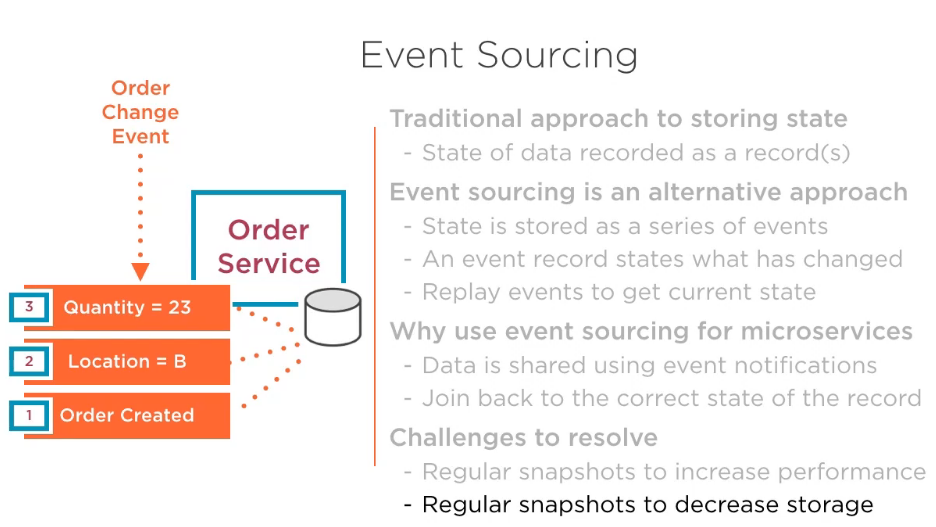 Event Sourcing
Order
Change
Event
Order
Service
3
Quantity = 23
2
Location = B
1
Order Created
Traditional approach to storing state
- State of data recorded as a record(s)
Event sourcing is an alternative approach
- State is stored as a series of events
- An event record states what has changed
- Replay events to get current state
Why use event sourcing for microservices
- Data is shared using event notifications
- Join back to the correct state of the record
Challenges to resolve
- Regular snapshots to increase performance
- Regular snapshots to decrease storage